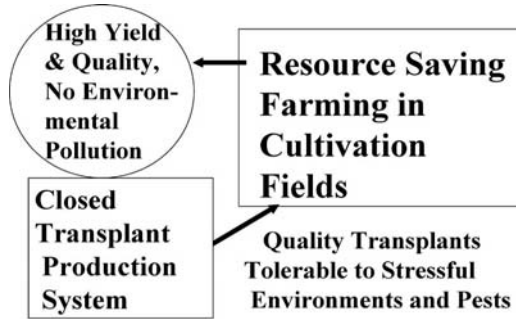 High Yield
& Quality,
No Environ-
mental
Pollution
Resource Saving
Farming in
Cultivation
Fields
Closed
Transplant
Production
System
Quality Transplants
Tolerable to Stressful
Environments and Pests